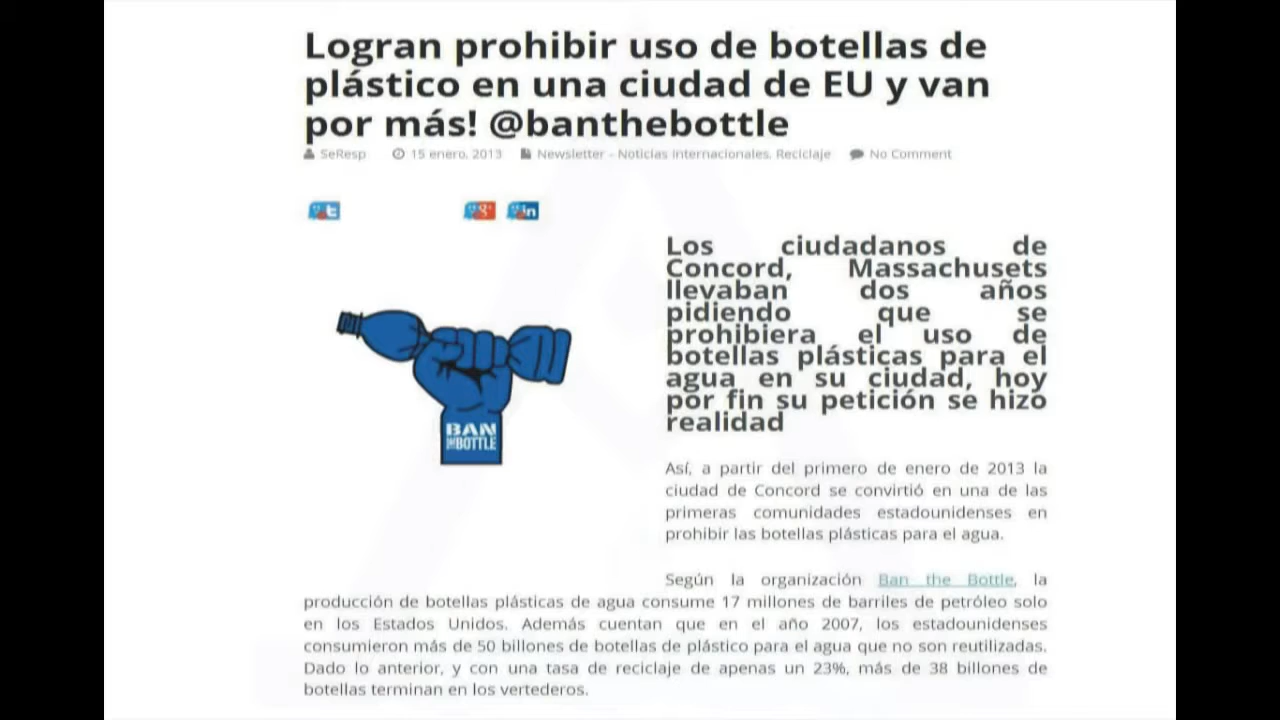 Logran prohibir uso de botellas de
plástico en una ciudad de EU y van
por más! @banthebottle
SeResp 15 enero, 2013 Newsletter - Noticias Internacionales, Reciclaje No Comment
Los ciudadanos de
Concord, Massachusets
llevaban dos años
pidiendo que se
prohibiera el uso de
botellas plásticas para el
agua en su ciudad, hoy
por fin su petición se hizo
realidad
BAN
THE BOTTLE
Así, a partir del primero de enero de 2013 la
ciudad de Concord se convirtió en una de las
primeras comunidades estadounidenses en
prohibir las botellas plásticas para el agua.
Según la organización Ban the Bottle, la
producción de botellas plásticas de agua consume 17 millones de barriles de petróleo solo
en los Estados Unidos. Además cuentan que en el año 2007, los estadounidenses
consumieron más de 50 billones de botellas de plástico para el agua que no son reutilizadas.
Dado lo anterior, y con una tasa de reciclaje de apenas un 23%, más de 38 billones de
botellas terminan en los vertederos.